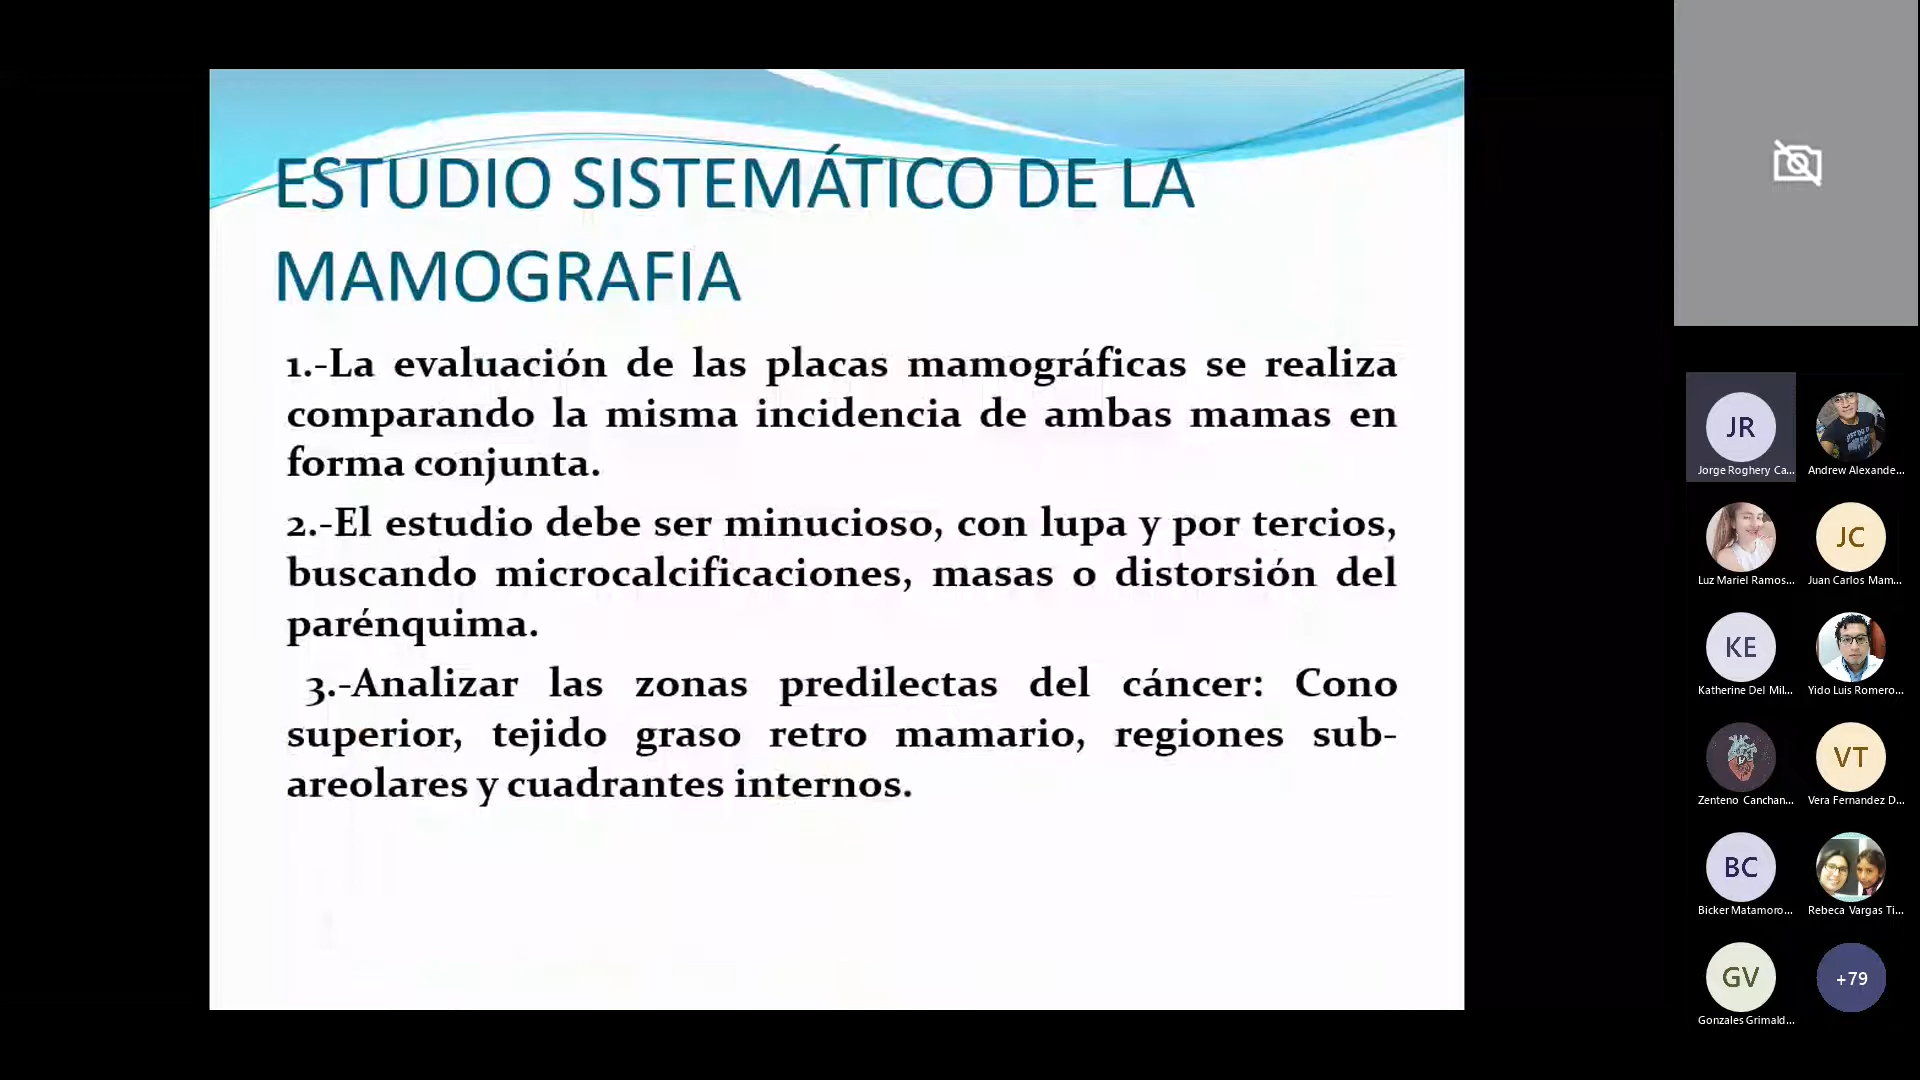 ESTUDIO SISTEMÁTICO DE LA
MAMOGRAFIA
1.-La evaluación de las placas mamográficas se realiza
comparando la misma incidencia de ambas mamas en
forma conjunta.
2.-El estudio debe ser minucioso, con lupa y por tercios,
buscando microcalcificaciones, masas o distorsión del
parénquima.
3.-Analizar las zonas predilectas del cáncer: Cono
superior, tejido graso retro mamario, regiones sub-
areolares y cuadrantes internos.
JR
Jorge Roghery Ca...
Andrew Alexande...
Luz Mariel Ramos...
JC
Juan Carlos Mam...
KE
Katherine Del Mil...
Yido Luis Romero...
Zenteno Canchan...
VT
Vera Fernandez D...
BC
Bicker Matamoro...
Rebeca Vargas Ti...
GV
Gonzales Grimald...
+79